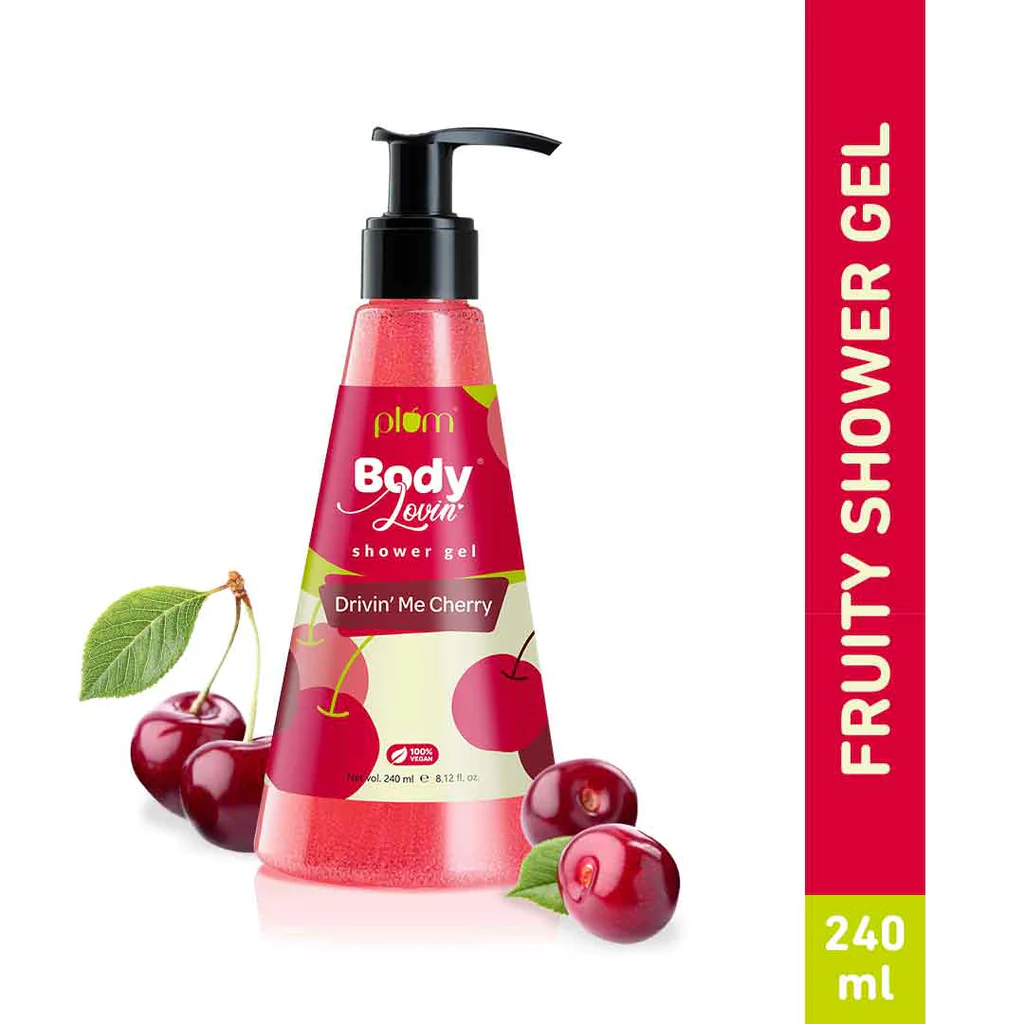 plum®
Body®
Lovin'
shower gel
Drivin' Me Cherry
100%
VEGAN
Net vol. 240 ml ℮ 8.12 fl. oz.
FRUITY SHOWER GEL
240
ml